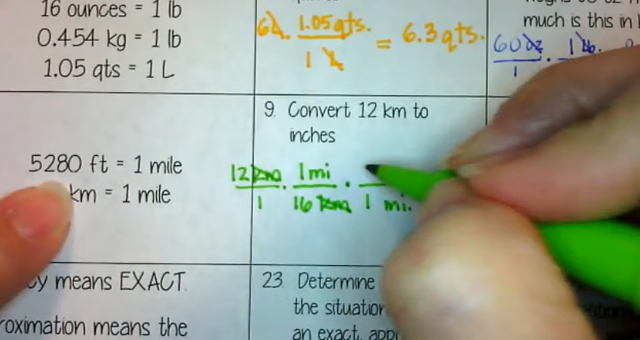 16 ounces = 1 lb
0.454 kg = 1 lb
1.05 qts = 1 L
6L . 1.05 qts. = 6.3 qts.
1 L
much is this in
60 oz . 1 lb.
1
5280 ft = 1 mile
km = 1 mile
9. Convert 12 km to
inches
12 km . 1 mi .
1 16 km 1 mi.
by means EXACT.
roximation means the
23. Determine
the situation
an exact, app